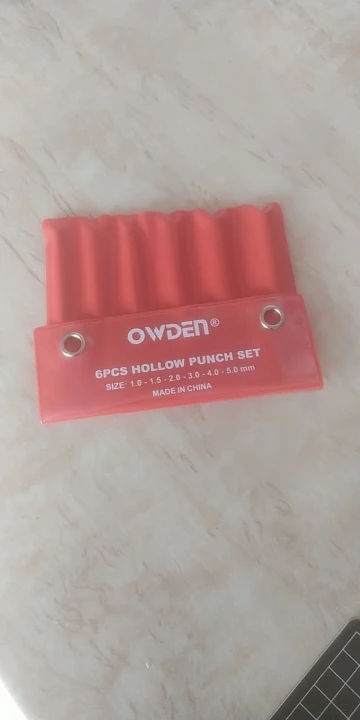 OWDEN®
6PCS HOLLOW PUNCH SET
SIZE: 1.0 - 1.5 - 2.0 - 3.0 - 4.0 - 5.0 mm
MADE IN CHINA